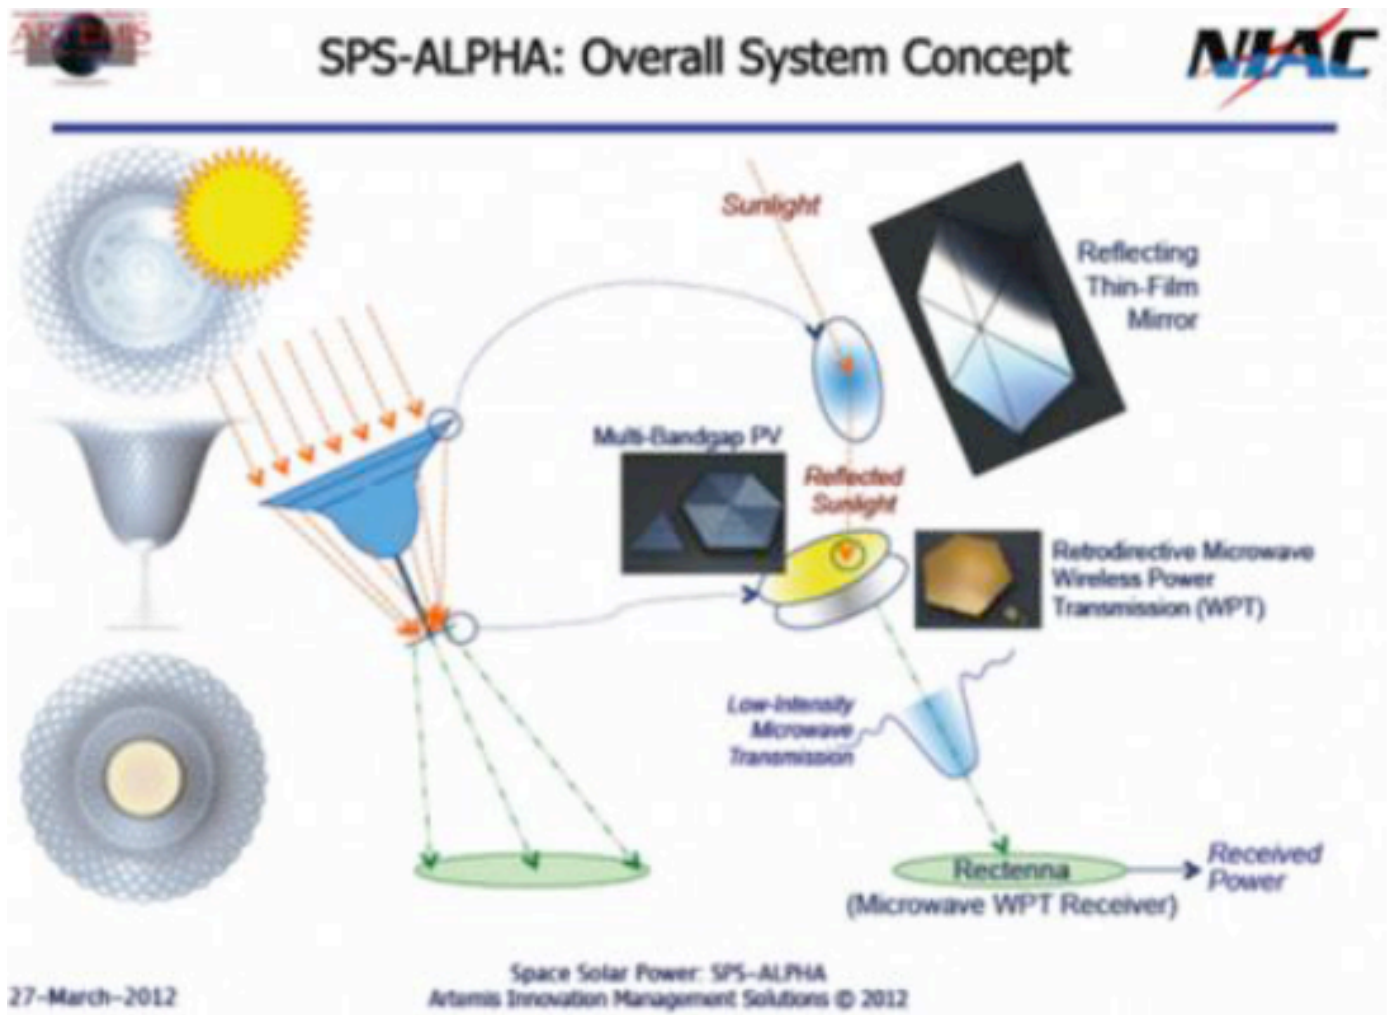 ARTEMIS
SPS-ALPHA: Overall System Concept
NIAC
Sunlight
Reflecting
Thin-Film
Mirror
Multi-Bandgap PV
Reflected
Sunlight
Retrodirective Microwave
Wireless Power
Transmission (WPT)
Low-Intensity
Microwave
Transmission
Rectenna
(Microwave WPT Receiver)
Received
Power
27-March-2012
Space Solar Power: SPS-ALPHA
Artemis Innovation Management Solutions © 2012